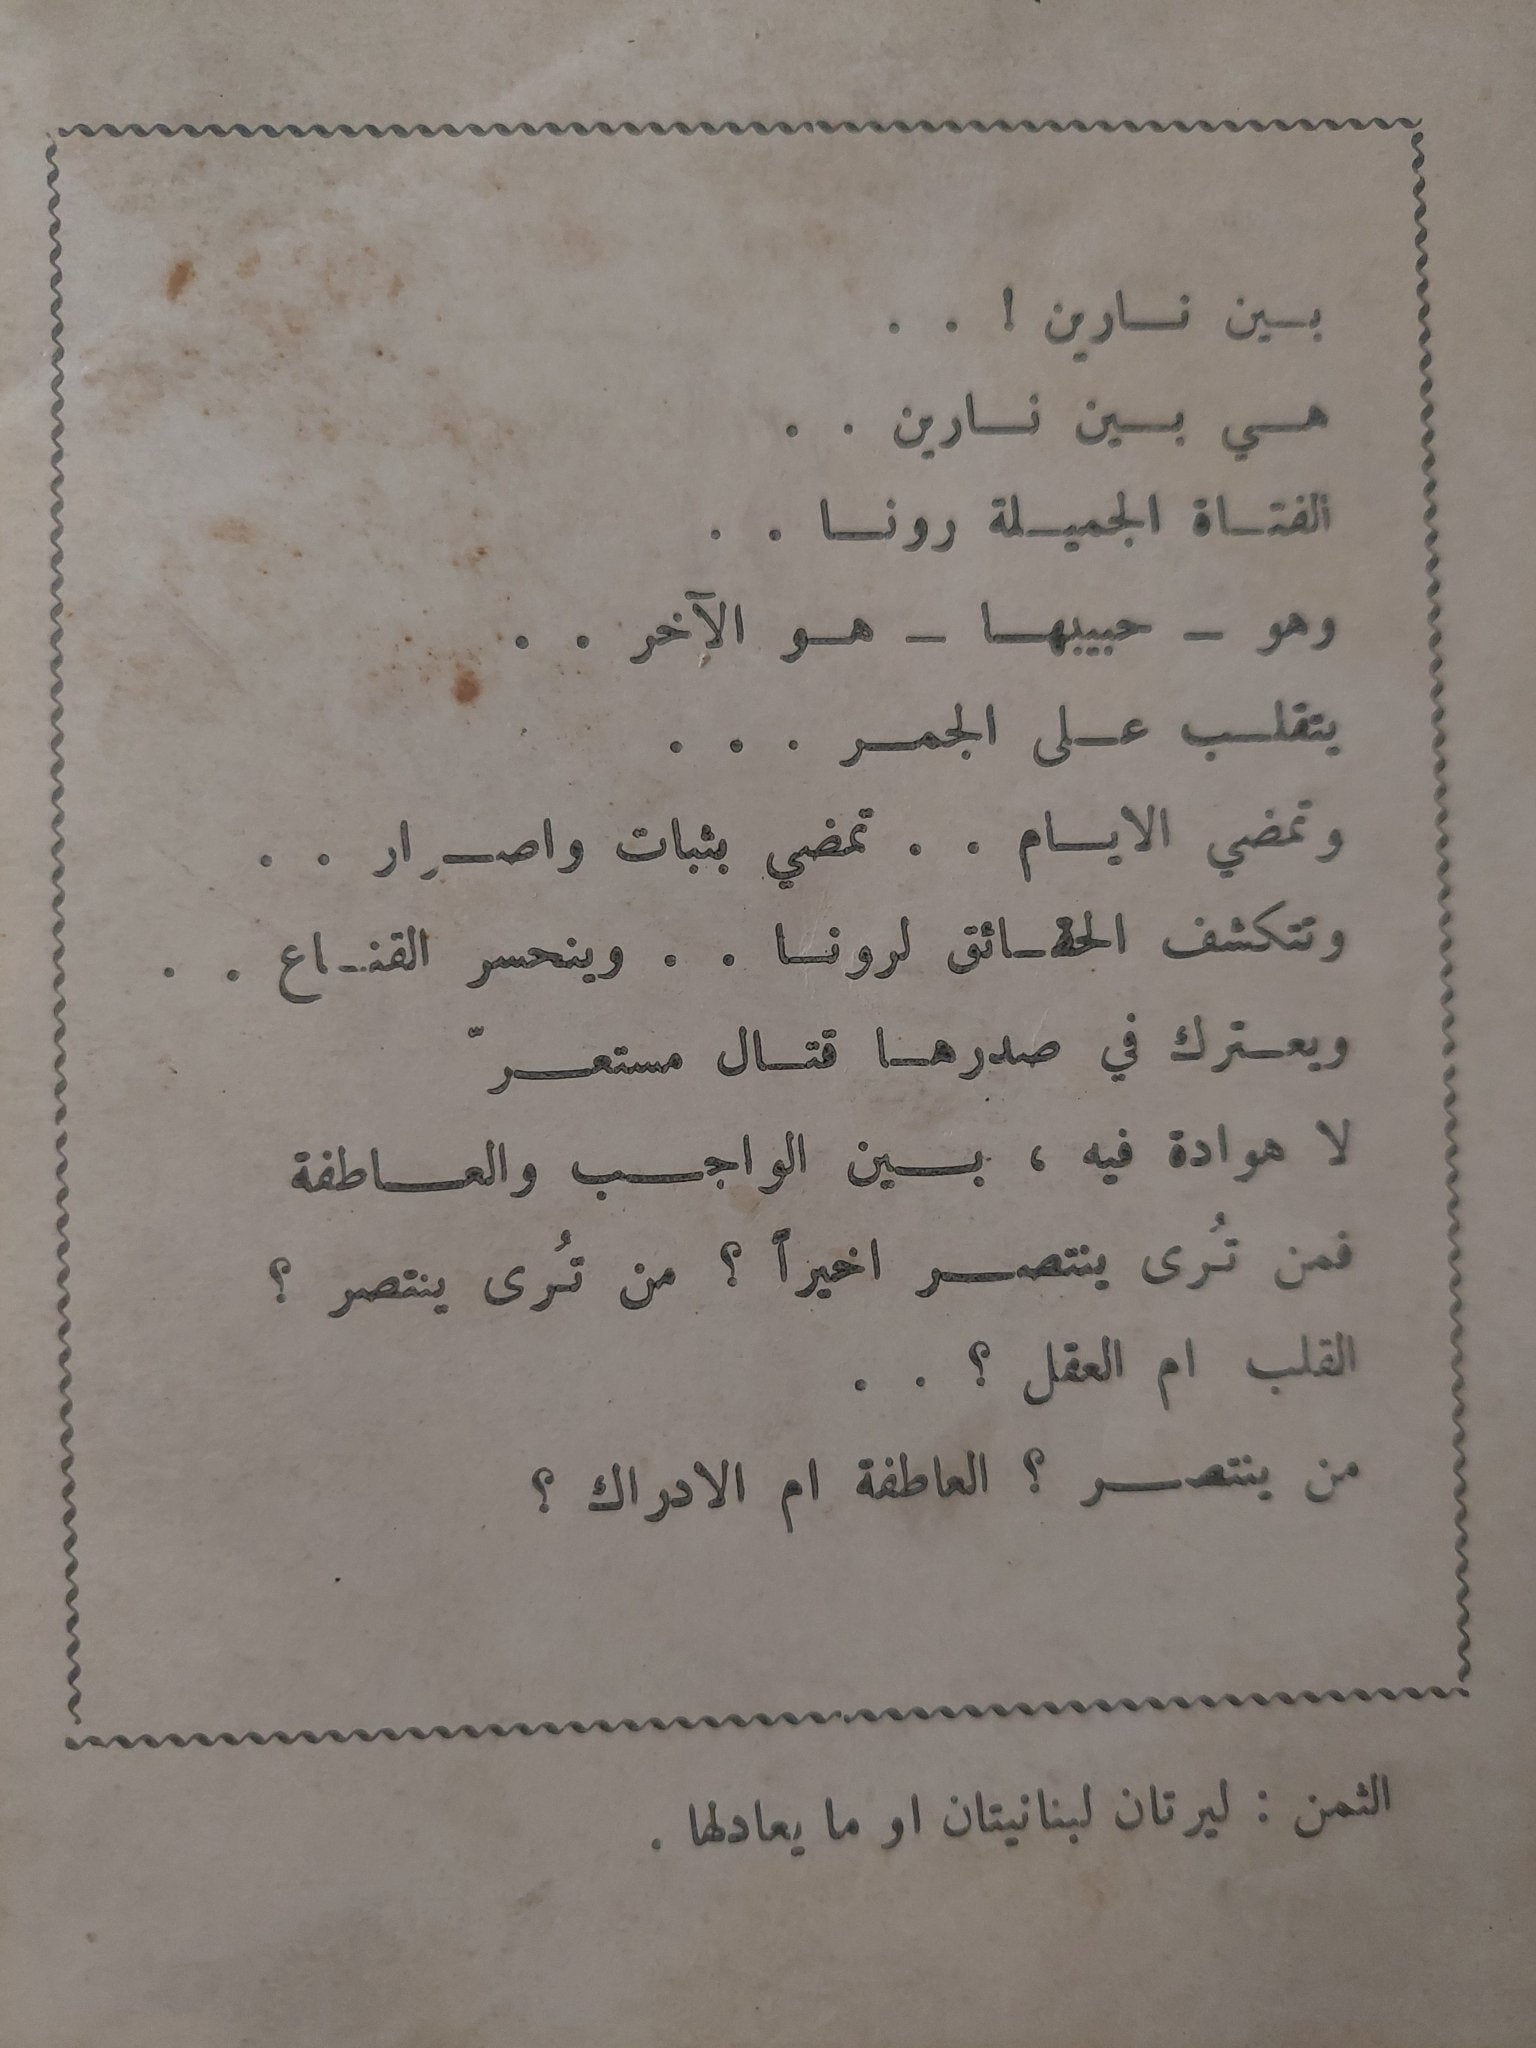 بين نارين ! . .
هي بين نارين . .
الفتاة الجميلة رونا . .
وهو - حبيبها - هو الآخر . .
يتقلب على الجمر . . .
وتمضي الايام . . تمضي بثبات واصرار . .
وتتكشف الحقائق لرونا . . وينحسر القناع . .
ويعترك في صدرها قتال مستعرّ
لا هوادة فيه ، بين الواجب والعاطفة
فمن تُرى ينتصر اخيراً ؟ من تُرى ينتصر ؟
القلب ام العقل ؟ . .
من ينتصر ؟ العاطفة ام الادراك ؟
الثمن : ليرتان لبنانيتان او ما يعادلها .